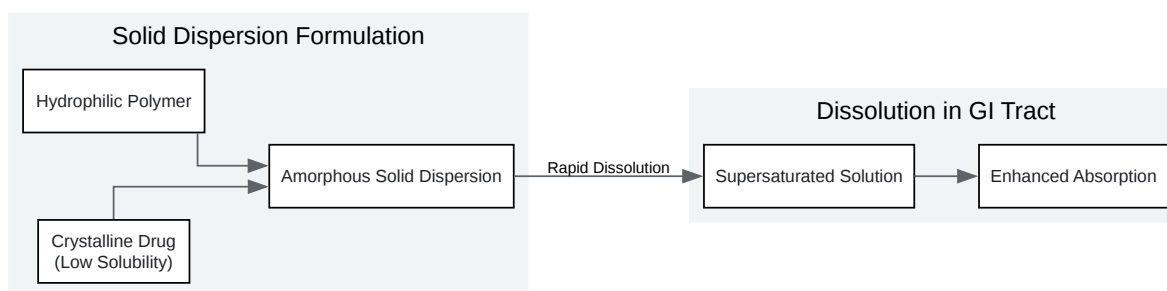 Solid Dispersion Formulation
Hydrophilic Polymer
Crystalline Drug
(Low Solubility)
Amorphous Solid Dispersion
Rapid Dissolution
Dissolution in GI Tract
Supersaturated Solution
Enhanced Absorption